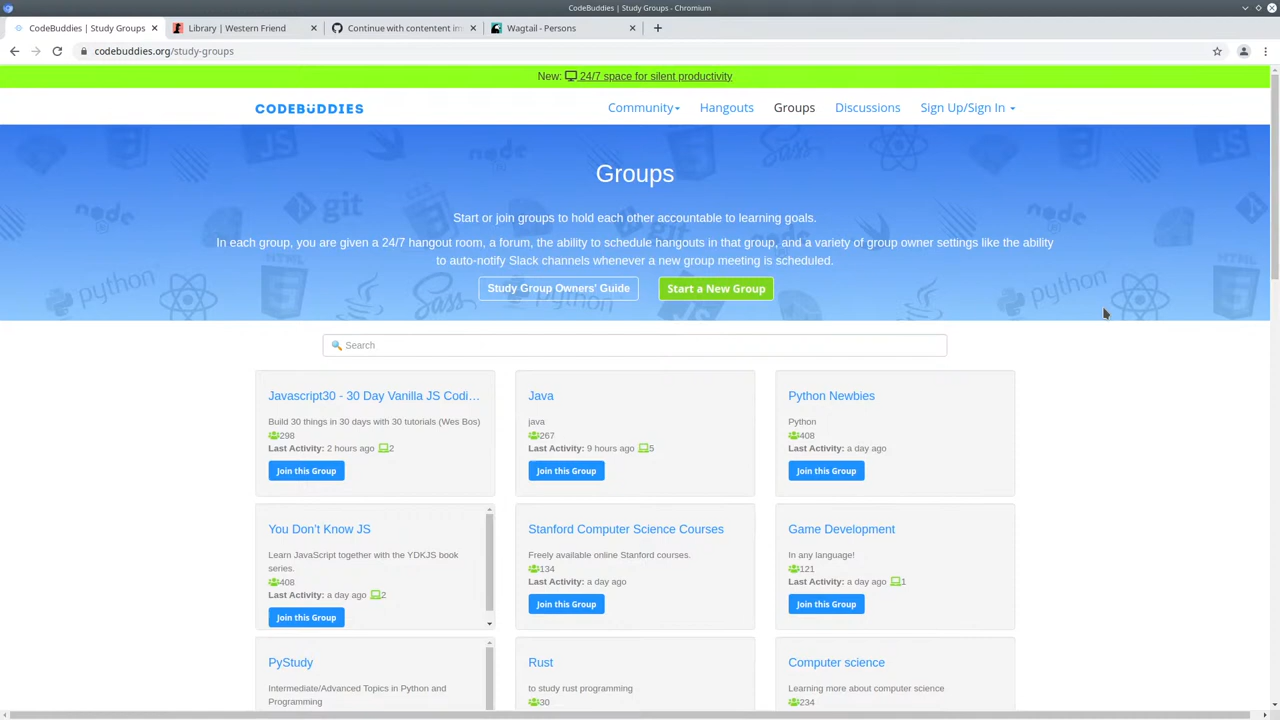 CodeBuddies | Study Groups - Chromium
CodeBuddies | Study Groups
Library | Western Friend
Continue with contentent im
Wagtail - Persons
codebuddies.org/study-groups
New: 24/7 space for silent productivity
CODEBUDDIES
Community
Hangouts
Groups
Discussions
Sign Up/Sign In
Groups
Start or join groups to hold each other accountable to learning goals.
In each group, you are given a 24/7 hangout room, a forum, the ability to schedule hangouts in that group, and a variety of group owner settings like the ability
to auto-notify Slack channels whenever a new group meeting is scheduled.
Study Group Owners' Guide
Start a New Group
Search
Javascript30 - 30 Day Vanilla JS Codi…
Build 30 things in 30 days with 30 tutorials (Wes Bos)
298
Last Activity: 2 hours ago 2
Join this Group
Java
java
267
Last Activity: 9 hours ago 5
Join this Group
Python Newbies
Python
408
Last Activity: a day ago
Join this Group
You Don't Know JS
Learn JavaScript together with the YDKJS book
series.
408
Last Activity: a day ago 2
Join this Group
Stanford Computer Science Courses
Freely available online Stanford courses.
134
Last Activity: a day ago
Join this Group
Game Development
In any language!
121
Last Activity: a day ago 1
Join this Group
PyStudy
Intermediate/Advanced Topics in Python and
Programming
Rust
to study rust programming
30
Computer science
Learning more about computer science
234